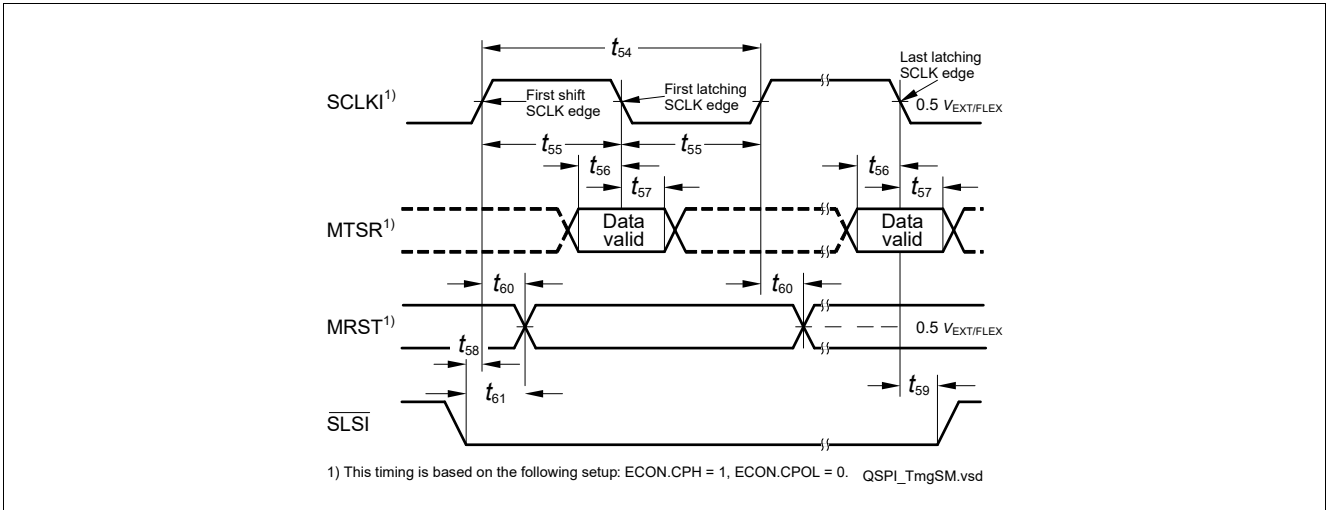 t54
First shift
SCLK edge
First latching
SCLK edge
Last latching
SCLK edge
SCLKI1)
0.5 VEXT/FLEX
t55
t55
t56
t57
t56
t57
MTSR1)
Data
valid
Data
valid
t60
t60
MRST1)
0.5 VEXT/FLEX
t58
t61
t59
SLSI
1) This timing is based on the following setup: ECON.CPH = 1, ECON.CPOL = 0.
QSPI_TmgSM.vsd